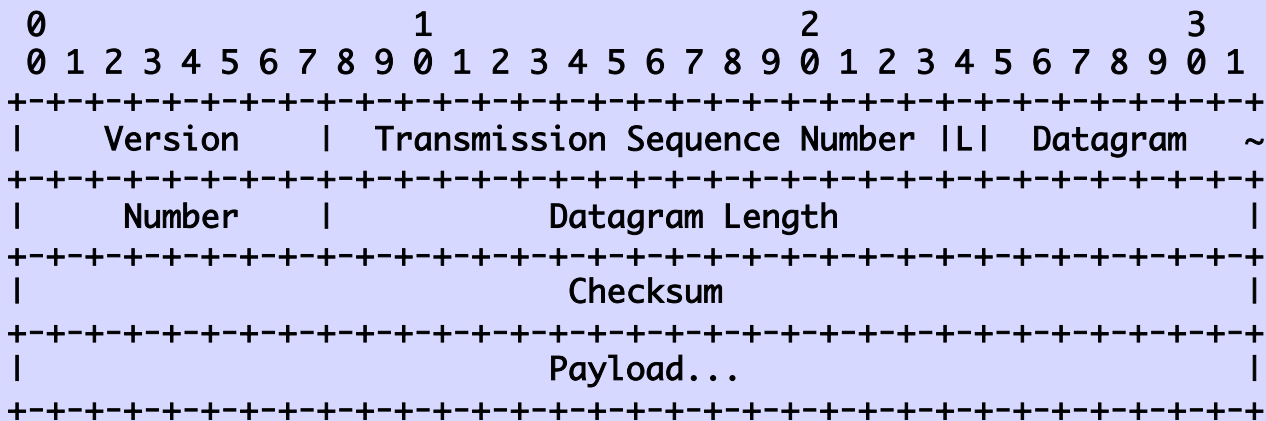 0                   1                   2                   3
 0 1 2 3 4 5 6 7 8 9 0 1 2 3 4 5 6 7 8 9 0 1 2 3 4 5 6 7 8 9 0 1
+-+-+-+-+-+-+-+-+-+-+-+-+-+-+-+-+-+-+-+-+-+-+-+-+-+-+-+-+-+-+-+-+
|    Version    |  Transmission Sequence Number |L|  Datagram   ~
+-+-+-+-+-+-+-+-+-+-+-+-+-+-+-+-+-+-+-+-+-+-+-+-+-+-+-+-+-+-+-+-+
|     Number    |           Datagram Length                     |
+-+-+-+-+-+-+-+-+-+-+-+-+-+-+-+-+-+-+-+-+-+-+-+-+-+-+-+-+-+-+-+-+
|                            Checksum                           |
+-+-+-+-+-+-+-+-+-+-+-+-+-+-+-+-+-+-+-+-+-+-+-+-+-+-+-+-+-+-+-+-+
|                           Payload...                          |
+-+-+-+-+-+-+-+-+-+-+-+-+-+-+-+-+-+-+-+-+-+-+-+-+-+-+-+-+-+-+-+-+